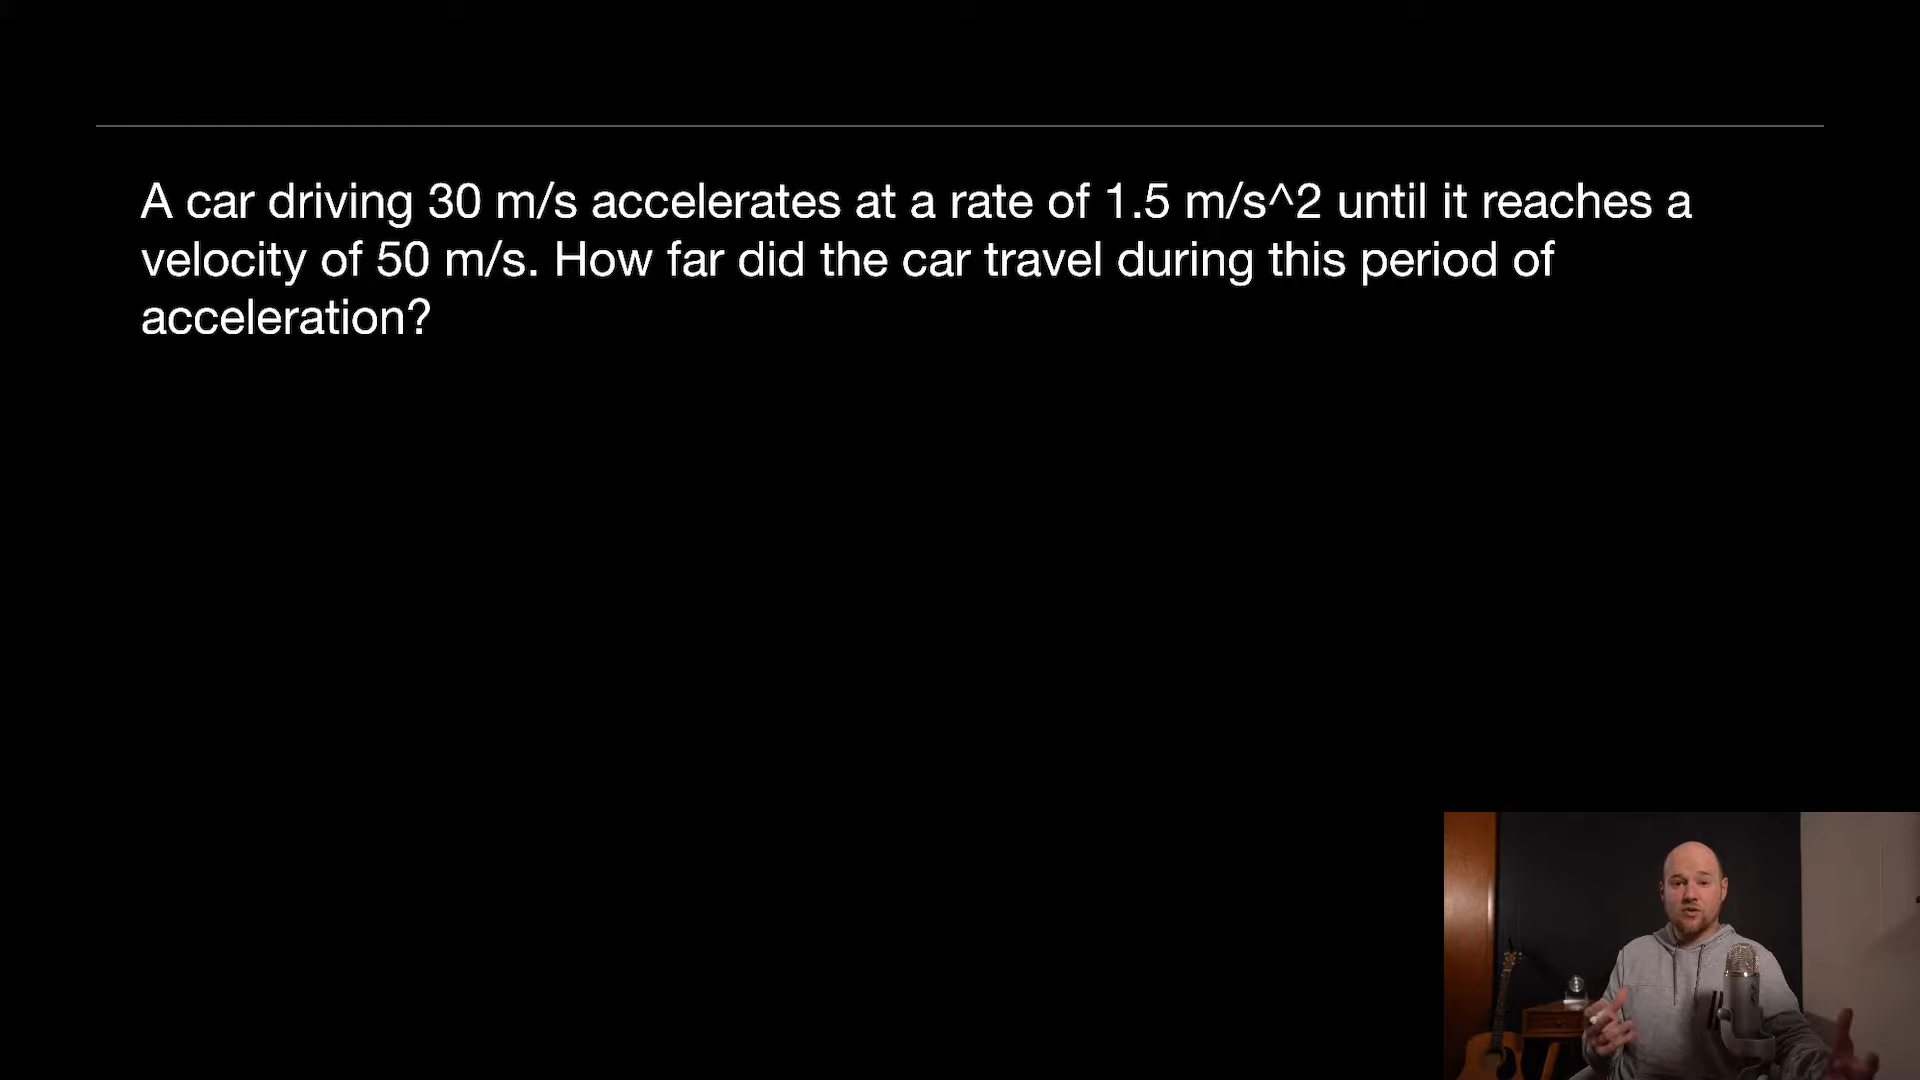 A car driving 30 m/s accelerates at a rate of 1.5 m/s^2 until it reaches a
velocity of 50 m/s. How far did the car travel during this period of
acceleration?